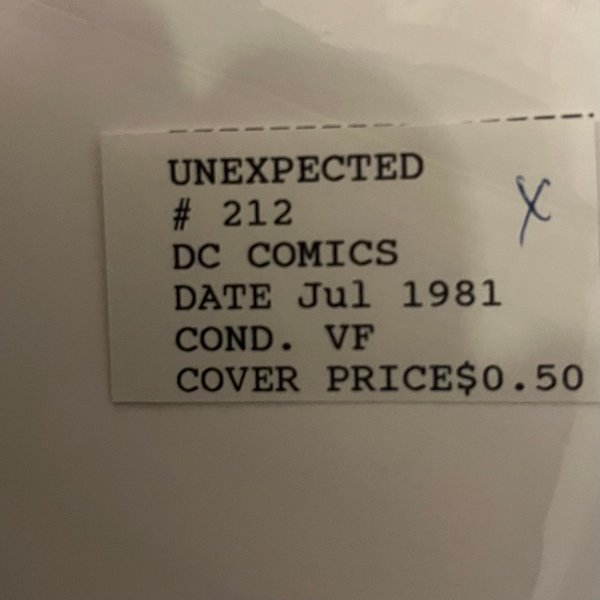 UNEXPECTED
# 212
X
DC COMICS
DATE Jul 1981
COND. VF
COVER PRICE$0.50